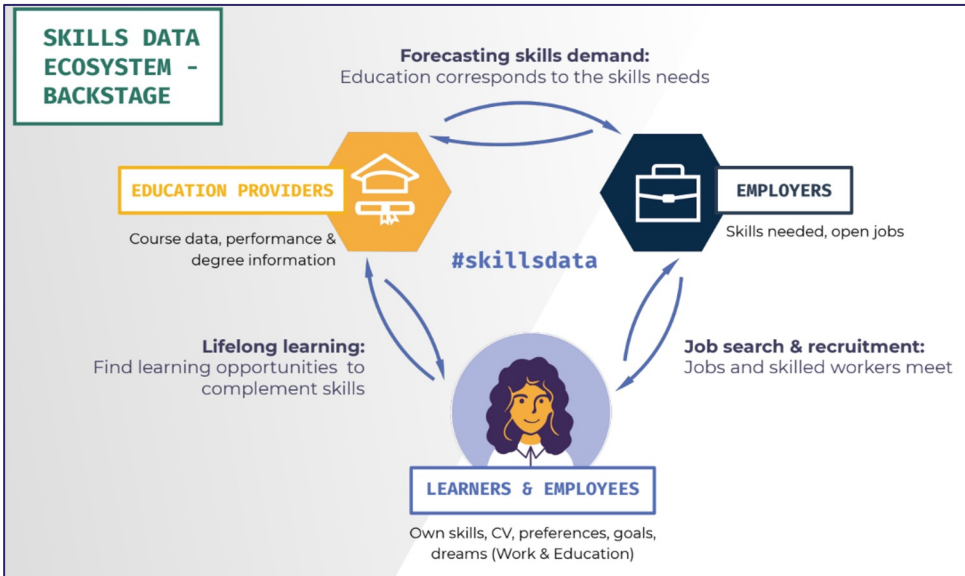 SKILLS DATA
ECOSYSTEM -
BACKSTAGE
Forecasting skills demand:
Education corresponds to the skills needs
EDUCATION PROVIDERS
Course data, performance &
degree information
EMPLOYERS
Skills needed, open jobs
#skillsdata
Lifelong learning:
Find learning opportunities to
complement skills
Job search & recruitment:
Jobs and skilled workers meet
LEARNERS & EMPLOYEES
Own skills, CV, preferences, goals,
dreams (Work & Education)